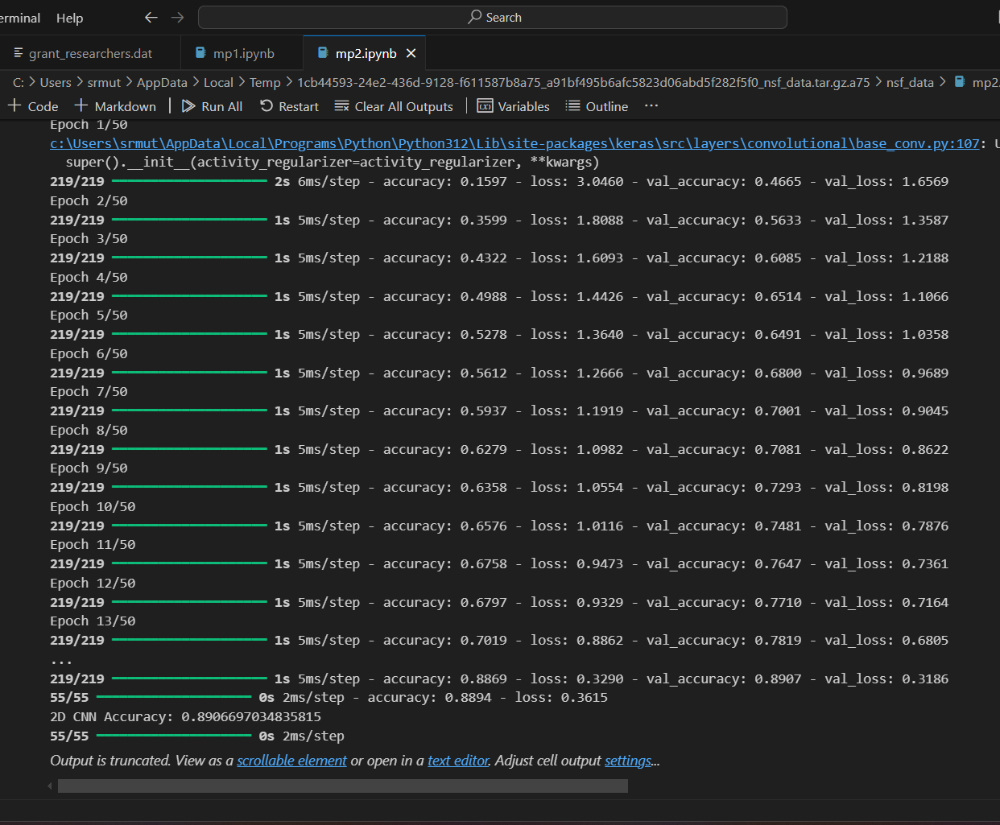 erminal Help Search
grant_researchers.dat mp1.ipynb mp2.ipynb
C: > Users > srmut > AppData > Local > Temp > 1cb44593-24e2-436d-9128-f611587b8a75_a91bf495b6afc5823d06abd5f282f5f0_nsf_data.tar.gz.a75 > nsf_data > mp2.
+ Code + Markdown | Run All Restart Clear All Outputs | Variables Outline ...
Epoch 1/50
c:\Users\srmut\AppData\Local\Programs\Python\Python312\Lib\site-packages\keras\src\layers\convolutional\base_conv.py:107: U
super().__init__(activity_regularizer=activity_regularizer, **kwargs)
219/219 2s 6ms/step - accuracy: 0.1597 - loss: 3.0460 - val_accuracy: 0.4665 - val_loss: 1.6569
Epoch 2/50
219/219 1s 5ms/step - accuracy: 0.3599 - loss: 1.8088 - val_accuracy: 0.5633 - val_loss: 1.3587
Epoch 3/50
219/219 1s 5ms/step - accuracy: 0.4322 - loss: 1.6093 - val_accuracy: 0.6085 - val_loss: 1.2188
Epoch 4/50
219/219 1s 5ms/step - accuracy: 0.4988 - loss: 1.4426 - val_accuracy: 0.6514 - val_loss: 1.1066
Epoch 5/50
219/219 1s 5ms/step - accuracy: 0.5278 - loss: 1.3640 - val_accuracy: 0.6491 - val_loss: 1.0358
Epoch 6/50
219/219 1s 5ms/step - accuracy: 0.5612 - loss: 1.2666 - val_accuracy: 0.6800 - val_loss: 0.9689
Epoch 7/50
219/219 1s 5ms/step - accuracy: 0.5937 - loss: 1.1919 - val_accuracy: 0.7001 - val_loss: 0.9045
Epoch 8/50
219/219 1s 5ms/step - accuracy: 0.6279 - loss: 1.0982 - val_accuracy: 0.7081 - val_loss: 0.8622
Epoch 9/50
219/219 1s 5ms/step - accuracy: 0.6358 - loss: 1.0554 - val_accuracy: 0.7293 - val_loss: 0.8198
Epoch 10/50
219/219 1s 5ms/step - accuracy: 0.6576 - loss: 1.0116 - val_accuracy: 0.7481 - val_loss: 0.7876
Epoch 11/50
219/219 1s 5ms/step - accuracy: 0.6758 - loss: 0.9473 - val_accuracy: 0.7647 - val_loss: 0.7361
Epoch 12/50
219/219 1s 5ms/step - accuracy: 0.6797 - loss: 0.9329 - val_accuracy: 0.7710 - val_loss: 0.7164
Epoch 13/50
219/219 1s 5ms/step - accuracy: 0.7019 - loss: 0.8862 - val_accuracy: 0.7819 - val_loss: 0.6805
...
219/219 1s 5ms/step - accuracy: 0.8869 - loss: 0.3290 - val_accuracy: 0.8907 - val_loss: 0.3186
55/55 0s 2ms/step - accuracy: 0.8894 - loss: 0.3615
2D CNN Accuracy: 0.8906697034835815
55/55 0s 2ms/step
Output is truncated. View as a scrollable element or open in a text editor. Adjust cell output settings...